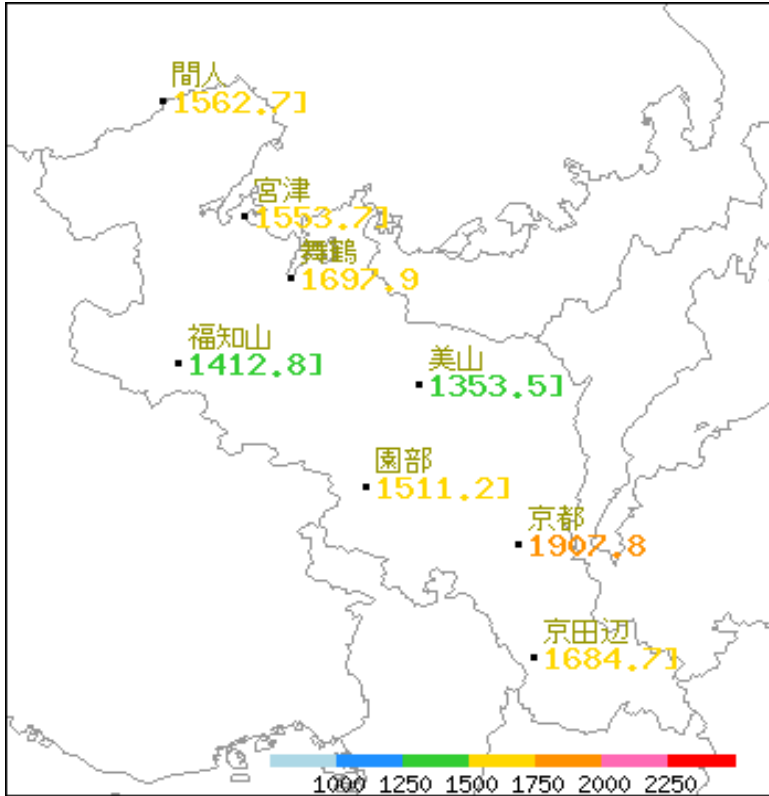 間人
1562.7]
宮津
1553.7]
舞鶴
1697.9
福知山
1412.8]
美山
1353.5]
園部
1511.2]
京都
1907.8
京田辺
1684.7]
1000 1250 1500 1750 2000 2250